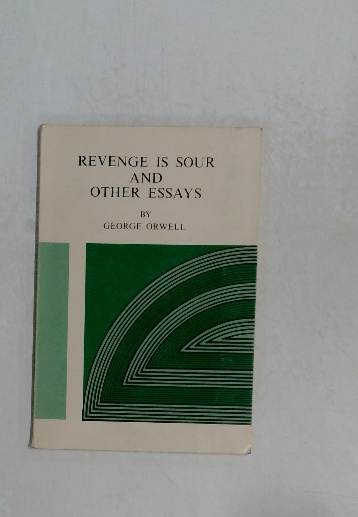 REVENGE IS SOUR
AND
OTHER ESSAYS
BY
GEORGE ORWELL